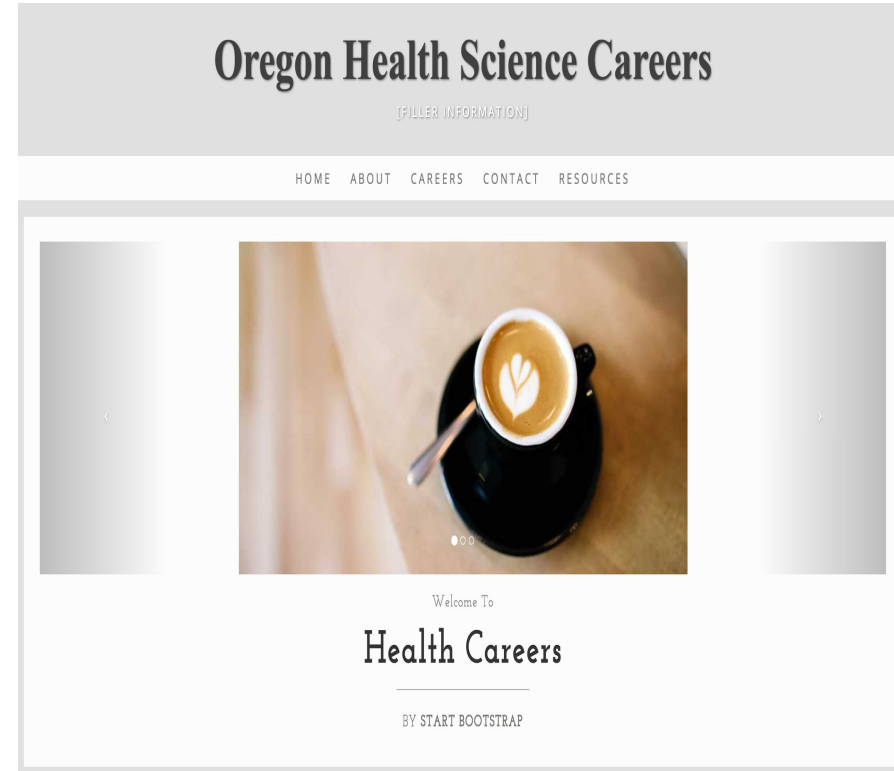 Oregon Health Science Careers
[FILLER INFORMATION]
HOME ABOUT CAREERS CONTACT RESOURCES
Welcome To
Health Careers
BY START BOOTSTRAP